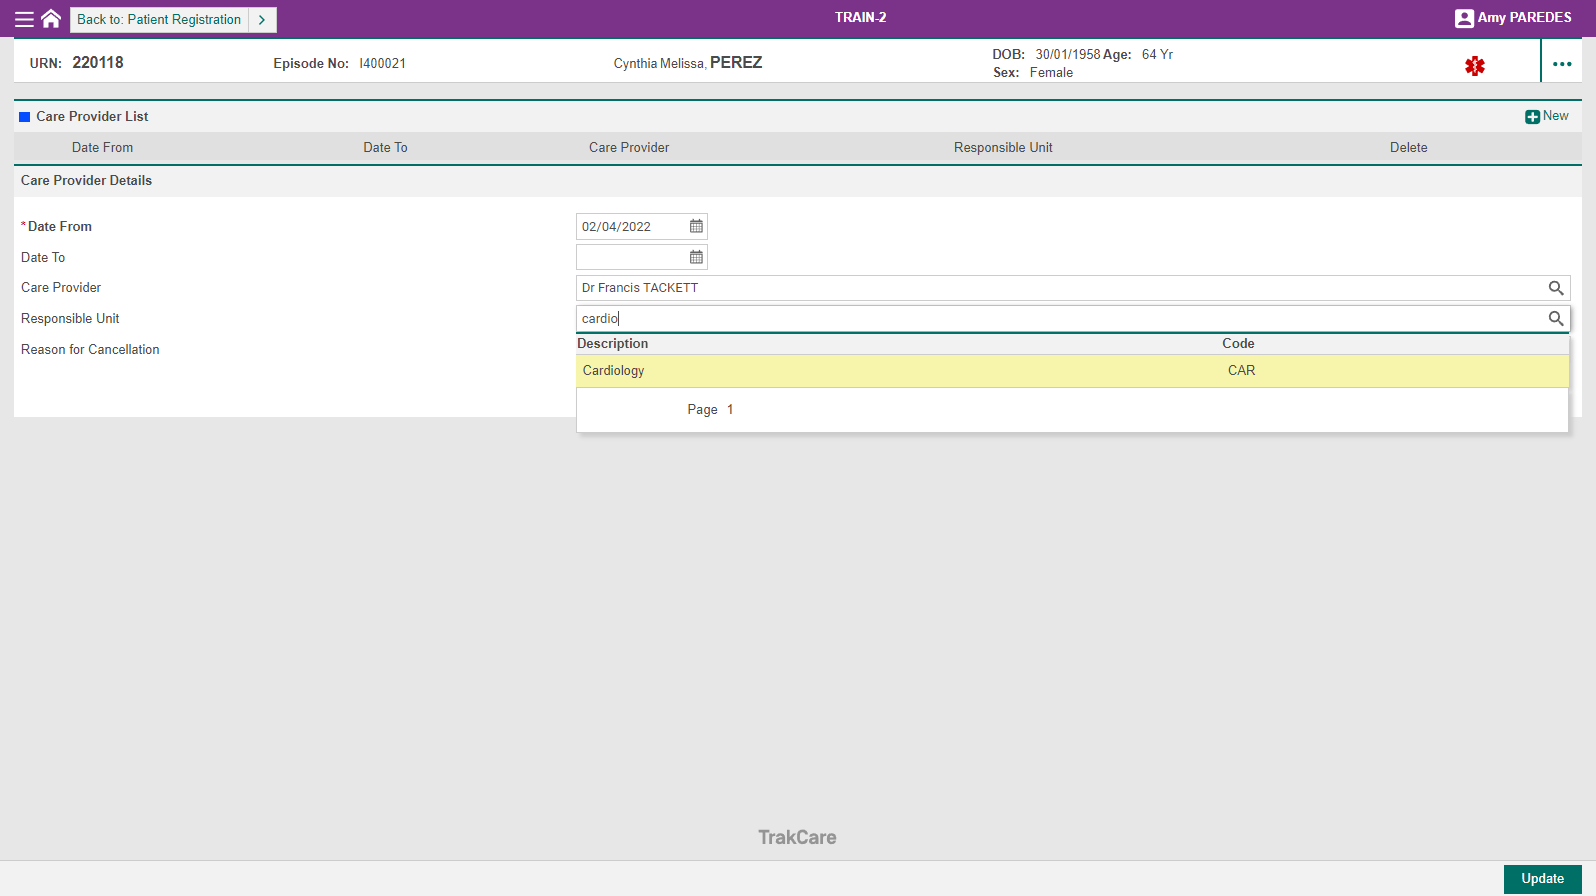 Back to: Patient Registration
TRAIN-2
Amy PAREDES
URN: 220118 Episode No: I400021 Cynthia Melissa, PEREZ DOB: 30/01/1958 Age: 64 Yr
Sex: Female
Care Provider List
New
Date From Date To Care Provider Responsible Unit Delete
Care Provider Details
*Date From 02/04/2022
Date To
Care Provider Dr Francis TACKETT
Responsible Unit cardio
Description Code
Reason for Cancellation
Cardiology CAR
Page 1
TrakCare
Update